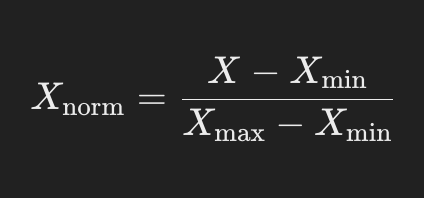 X_norm = (X − X_min) / (X_max − X_min)